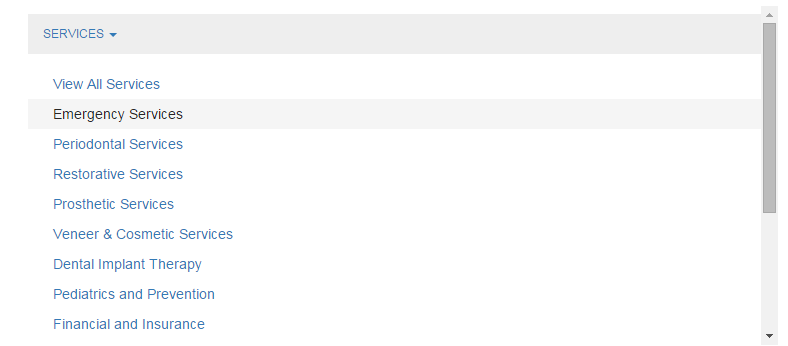 SERVICES
View All Services
Emergency Services
Periodontal Services
Restorative Services
Prosthetic Services
Veneer & Cosmetic Services
Dental Implant Therapy
Pediatrics and Prevention
Financial and Insurance